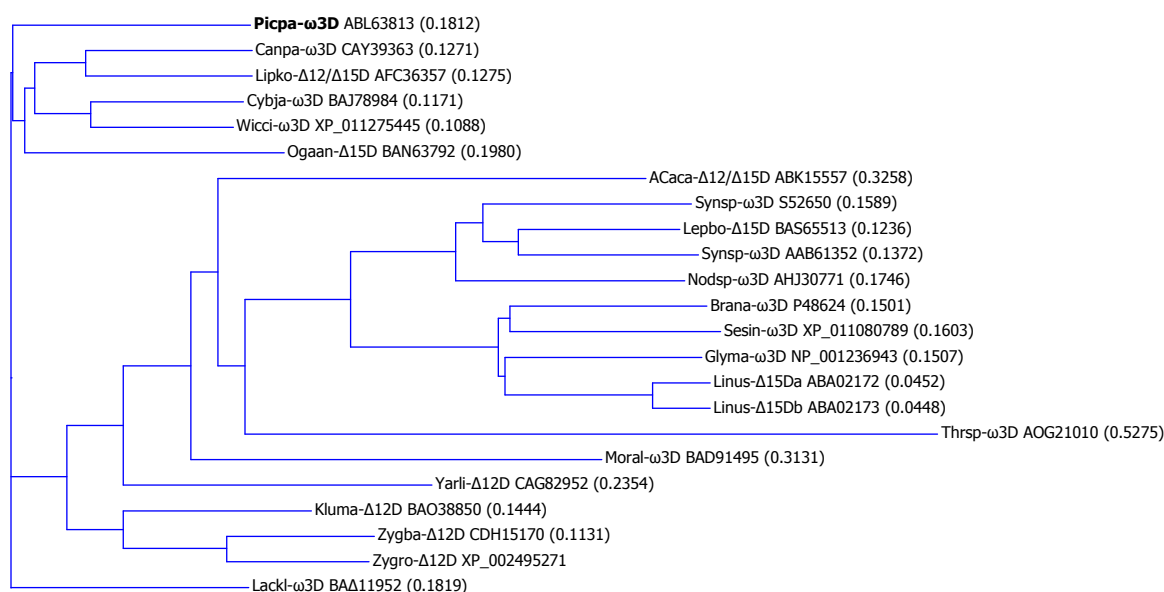 Picpa-ω3D ABL63813 (0.1812)
Canpa-ω3D CAY39363 (0.1271)
Lipko-Δ12/Δ15D AFC36357 (0.1275)
Cybja-ω3D BAJ78984 (0.1171)
Wicci-ω3D XP_011275445 (0.1088)
Ogaan-Δ15D BAN63792 (0.1980)
ACaca-Δ12/Δ15D ABK15557 (0.3258)
Synsp-ω3D S52650 (0.1589)
Lepbo-Δ15D BAS65513 (0.1236)
Synsp-ω3D AAB61352 (0.1372)
Nodsp-ω3D AHJ30771 (0.1746)
Brana-ω3D P48624 (0.1501)
Sesin-ω3D XP_011080789 (0.1603)
Glyma-ω3D NP_001236943 (0.1507)
Linus-Δ15Da ABA02172 (0.0452)
Linus-Δ15Db ABA02173 (0.0448)
Thrsp-ω3D AOG21010 (0.5275)
Moral-ω3D BAD91495 (0.3131)
Yarli-Δ12D CAG82952 (0.2354)
Kluma-Δ12D BAO38850 (0.1444)
Zygba-Δ12D CDH15170 (0.1131)
Zygro-Δ12D XP_002495271
Lackl-ω3D BAΔ11952 (0.1819)